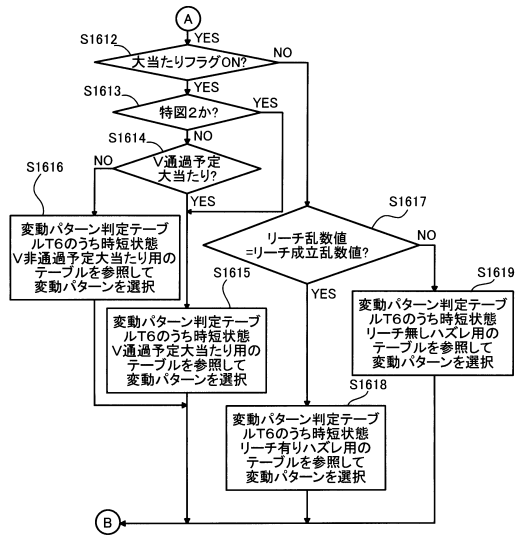 A
YES
S1612
大当たりフラグON?
NO
YES
S1613
特図2か?
YES
NO
S1614
V通過予定
大当たり?
NO
YES
S1616
変動パターン判定テーブ
ルT6のうち時短状態
V非通過予定大当たり用の
テーブルを参照して
変動パターンを選択
S1615
変動パターン判定テーブ
ルT6のうち時短状態
V通過予定大当たり用の
テーブルを参照して
変動パターンを選択
S1617
リーチ乱数値
=リーチ成立乱数値?
NO
YES
S1619
変動パターン判定テーブ
ルT6のうち時短状態
リーチ無しハズレ用の
テーブルを参照して
変動パターンを選択
S1618
変動パターン判定テーブ
ルT6のうち時短状態
リーチ有りハズレ用の
テーブルを参照して
変動パターンを選択
B